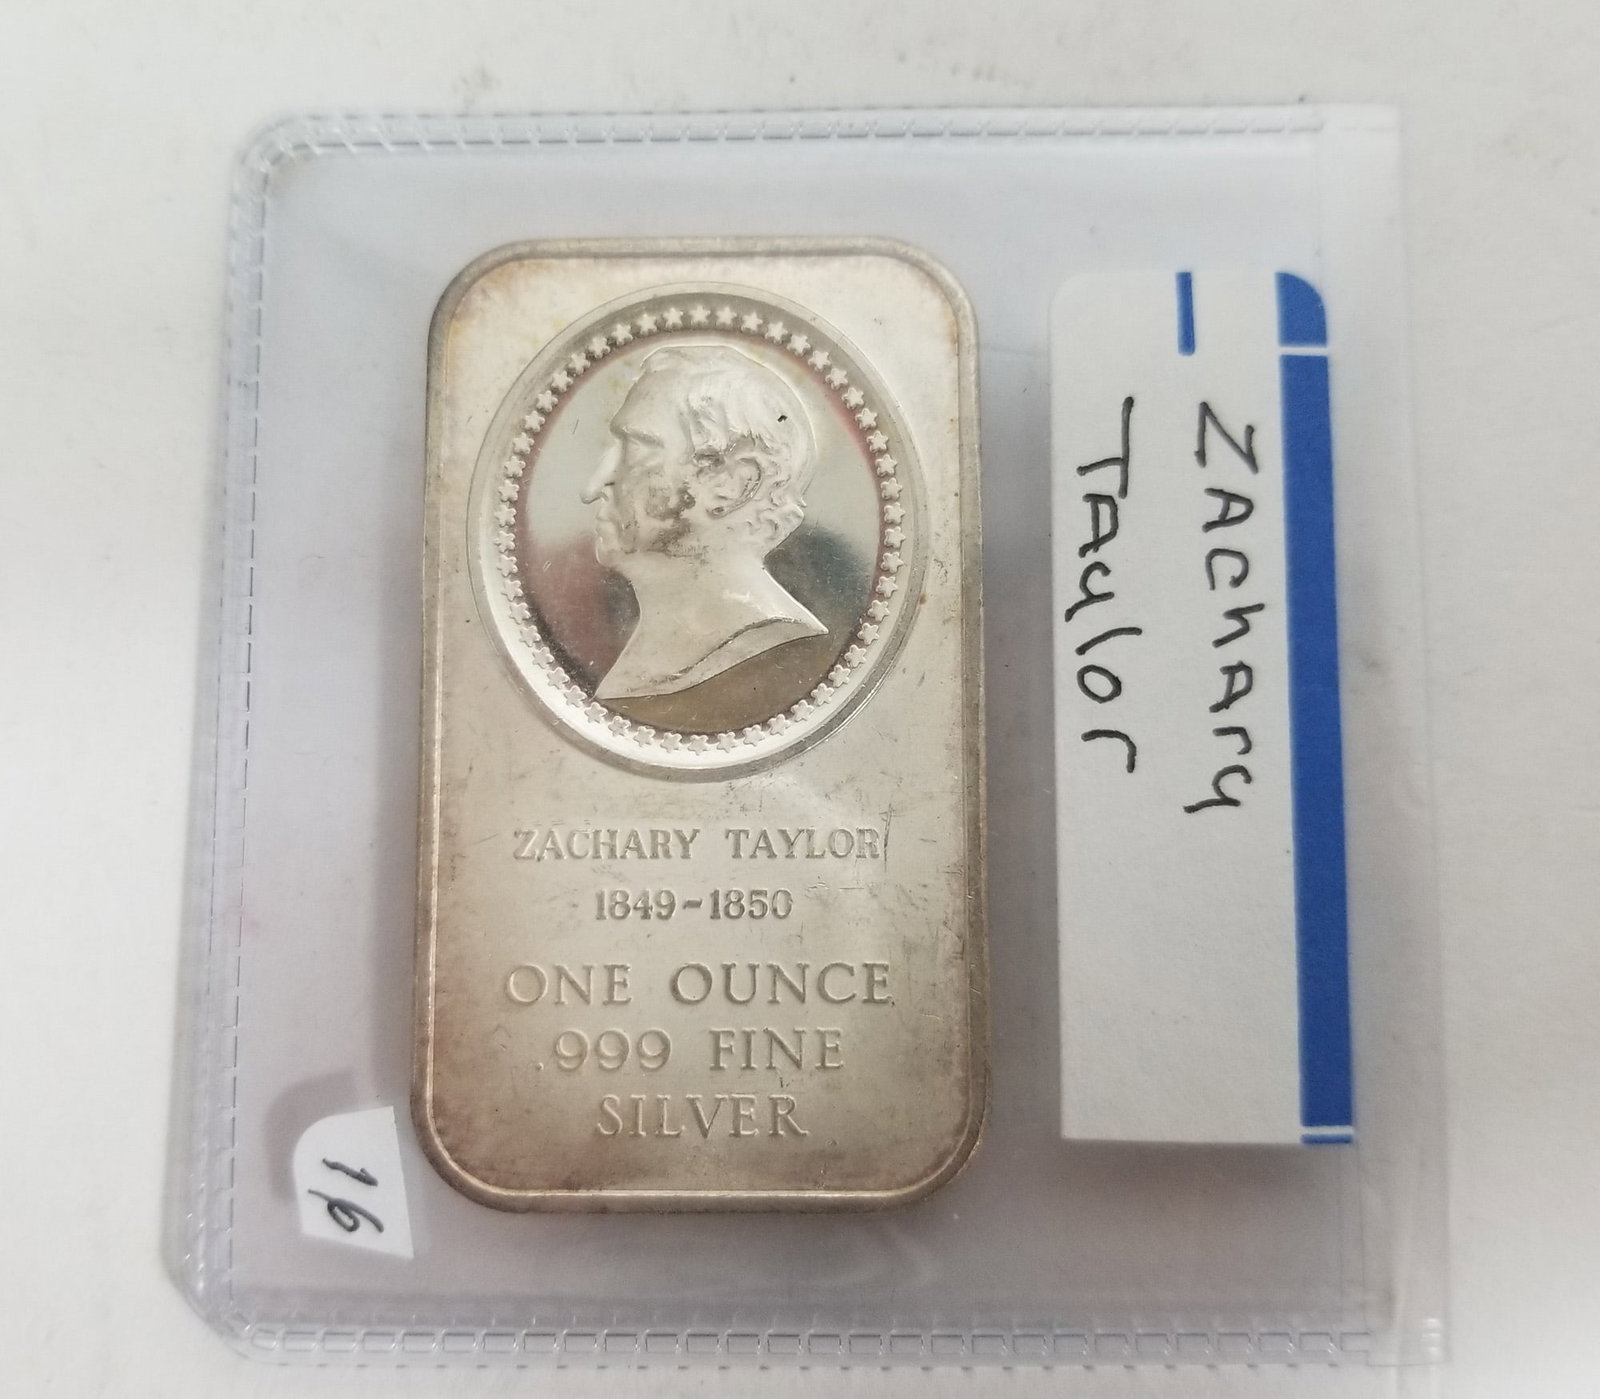 ZACHARY TAYLOR
1849-1850
ONE OUNCE
.999 FINE
SILVER
ZAChAry
TAylor
16